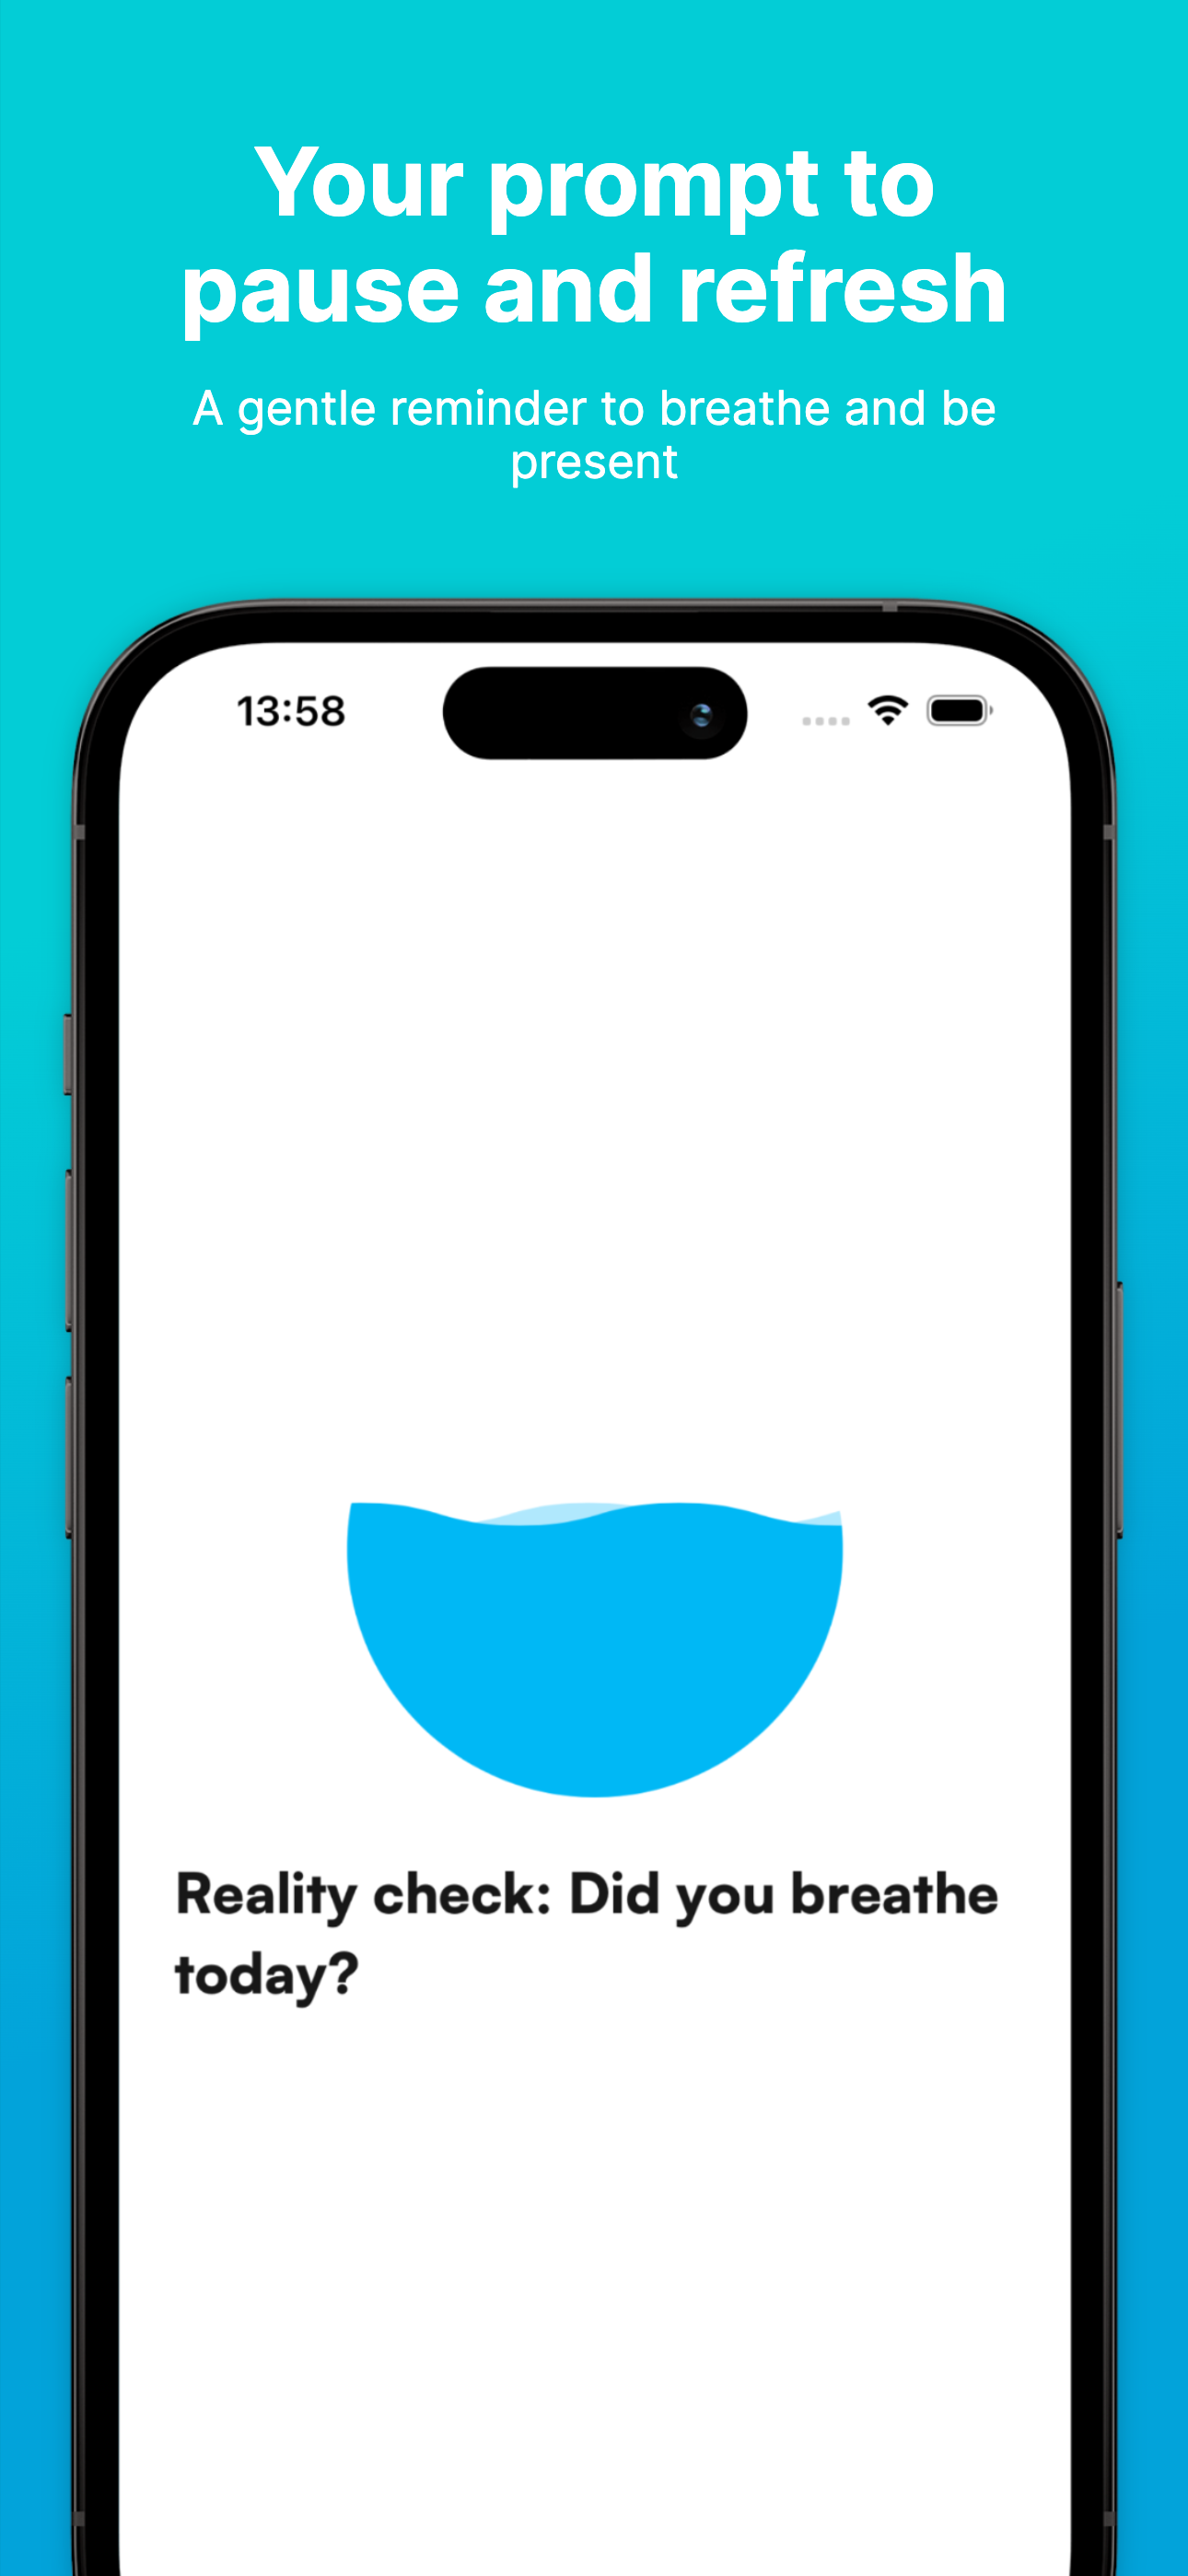 Your prompt to
pause and refresh
A gentle reminder to breathe and be
present
13:58
Reality check: Did you breathe
today?